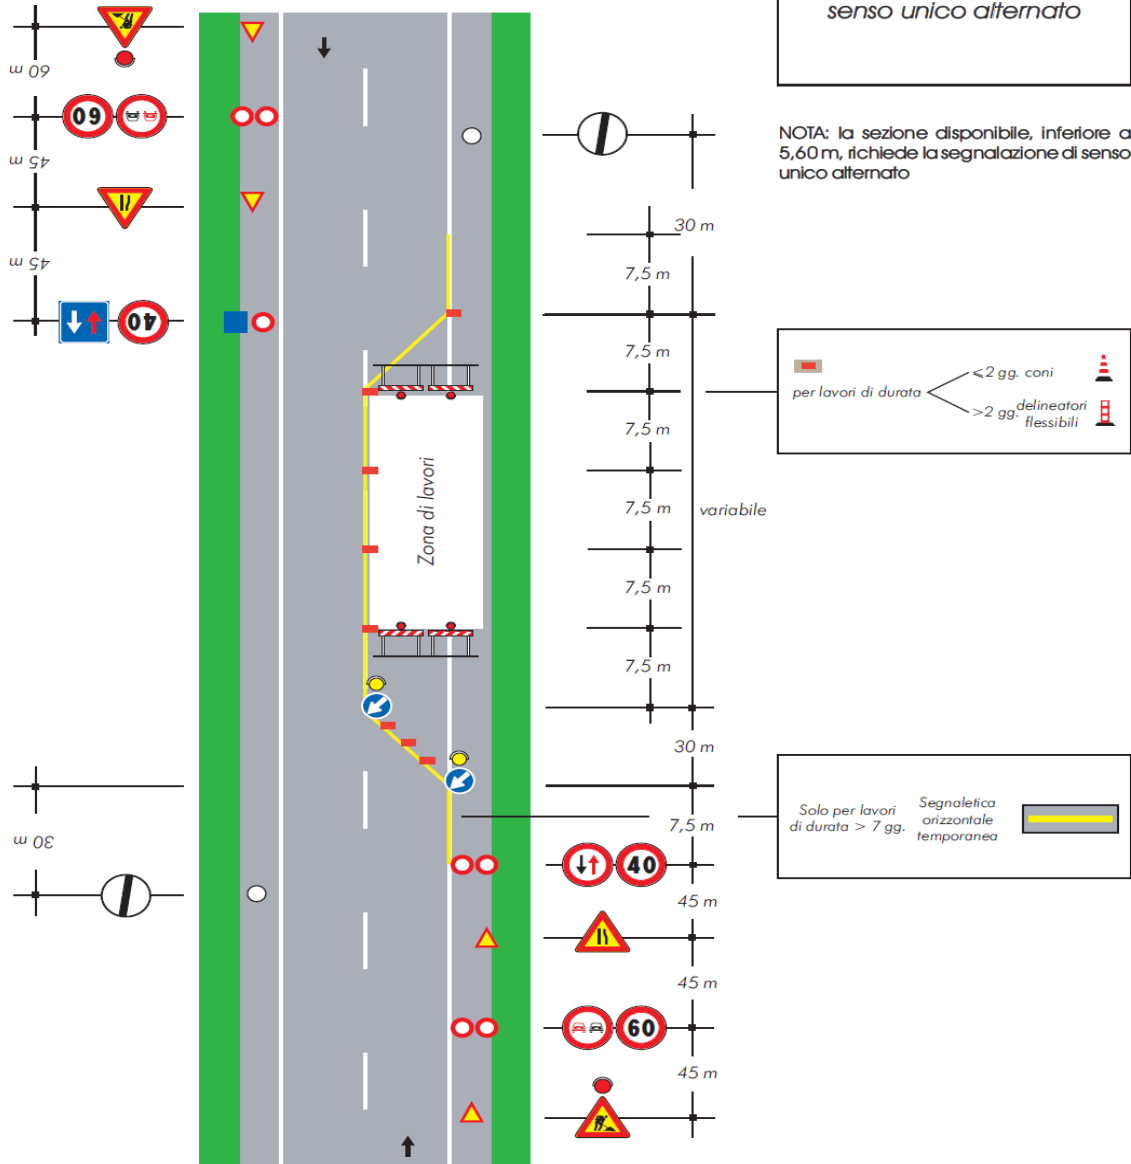 senso unico alternato
NOTA: la sezione disponibile, inferiore a
5,60 m, richiede la segnalazione di senso
unico alternato
60 m
60
45 m
45 m
40
30 m
7,5 m
7,5 m
7,5 m
7,5 m
7,5 m
7,5 m
variabile
30 m
7,5 m
40
45 m
45 m
60
45 m
30 m
Zona di lavori
per lavori di durata
⩽2 gg. coni
>2 gg. delineatori
flessibili
Solo per lavori
di durata > 7 gg.
Segnaletica
orizzontale
temporanea